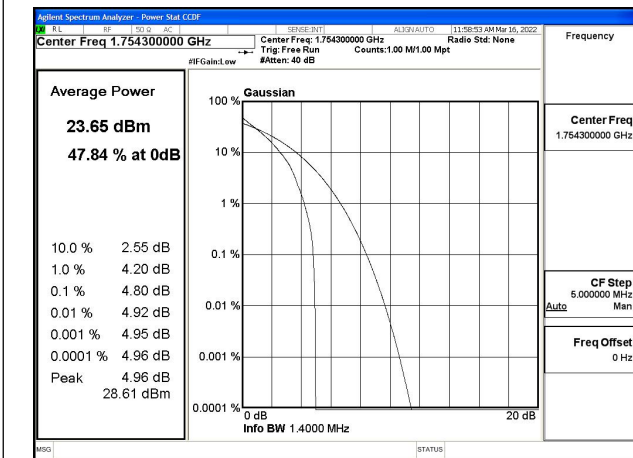 Agilent Spectrum Analyzer - Power Stat CCDF
RL RF 50 Ω AC SENSE:INT ALIGNAUTO 11:58:53 AM Mar 16, 2022
Center Freq 1.754300000 GHz
Center Freq: 1.754300000 GHz Radio Std: None
Trig: Free Run Counts:1.00 M/1.00 Mpt
#IFGain:Low #Atten: 40 dB
Average Power
23.65 dBm
47.84 % at 0dB
10.0 % 2.55 dB
1.0 % 4.20 dB
0.1 % 4.80 dB
0.01 % 4.92 dB
0.001 % 4.95 dB
0.0001 % 4.96 dB
Peak 4.96 dB
28.61 dBm
Gaussian
100 %
10 %
1 %
0.1 %
0.01 %
0.001 %
0.0001 %
0 dB 20 dB
Info BW 1.4000 MHz
Frequency
Center Freq
1.754300000 GHz
CF Step
5.000000 MHz
Auto Man
Freq Offset
0 Hz
MSG STATUS